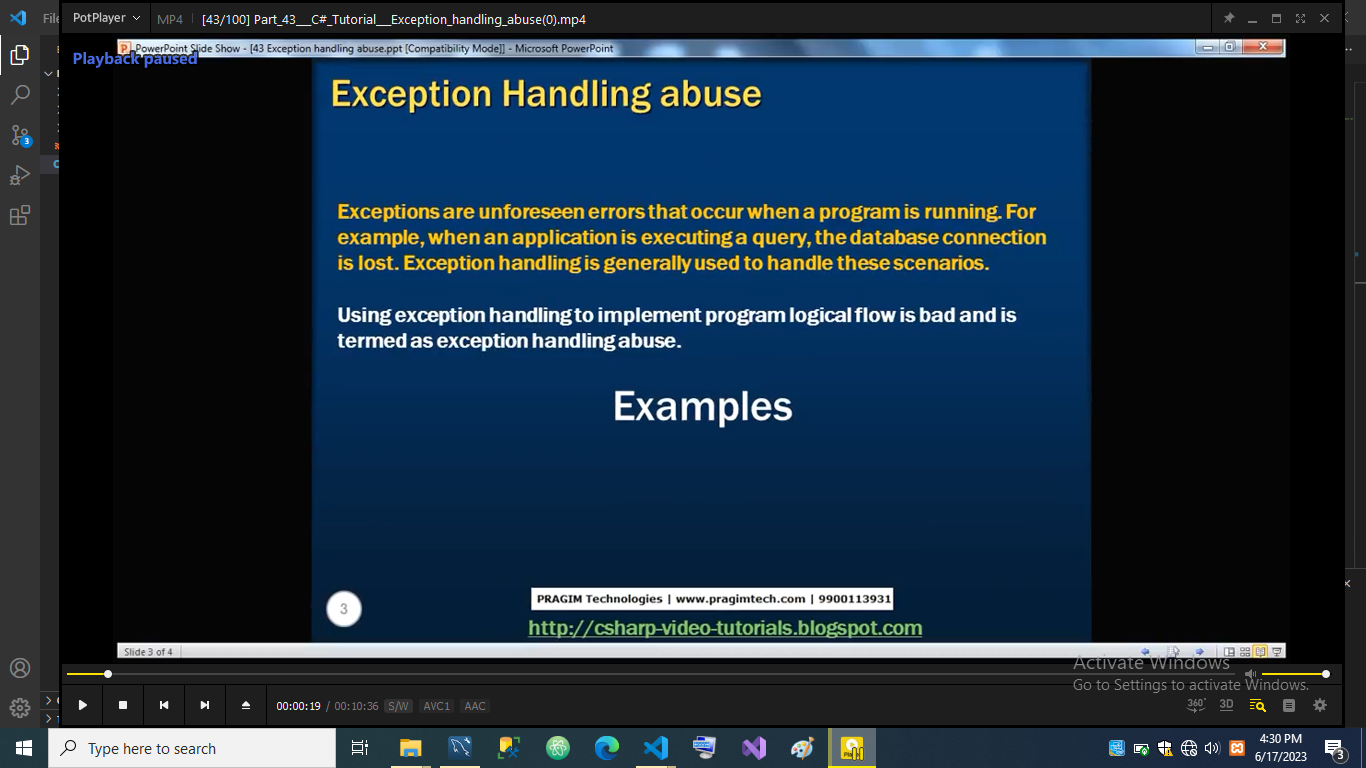 File
PotPlayer
MP4
[43/100] Part_43___C#_Tutorial__Exception_handling_abuse(0).mp4
PowerPoint Slide Show - [43 Exception handling abuse.ppt [Compatibility Mode]] - Microsoft PowerPoint
Playback paused
Exception Handling abuse
Exceptions are unforeseen errors that occur when a program is running. For
example, when an application is executing a query, the database connection
is lost. Exception handling is generally used to handle these scenarios.
Using exception handling to implement program logical flow is bad and is
termed as exception handling abuse.
Examples
3
3
PRAGIM Technologies | www.pragimtech.com | 9900113931
http://csharp-video-tutorials.blogspot.com
Slide 3 of 4
Activate Windows
Go to Settings to activate Windows.
00:00:19 / 00:10:36 S/W AVC1 AAC
360° 3D
Type here to search
4:30 PM
6/17/2023
3